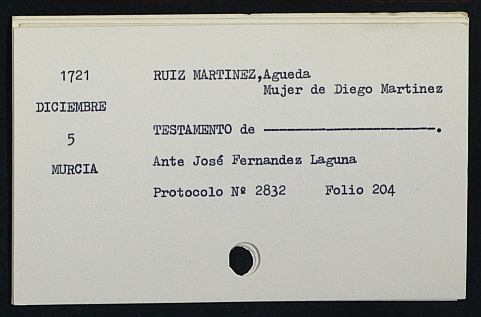 1721
DICIEMBRE
5
MURCIA
RUIZ MARTINEZ,Agueda
Mujer de Diego Martinez
TESTAMENTO de ------------------------.
Ante José Fernandez Laguna
Protocolo Nº 2832 Folio 204